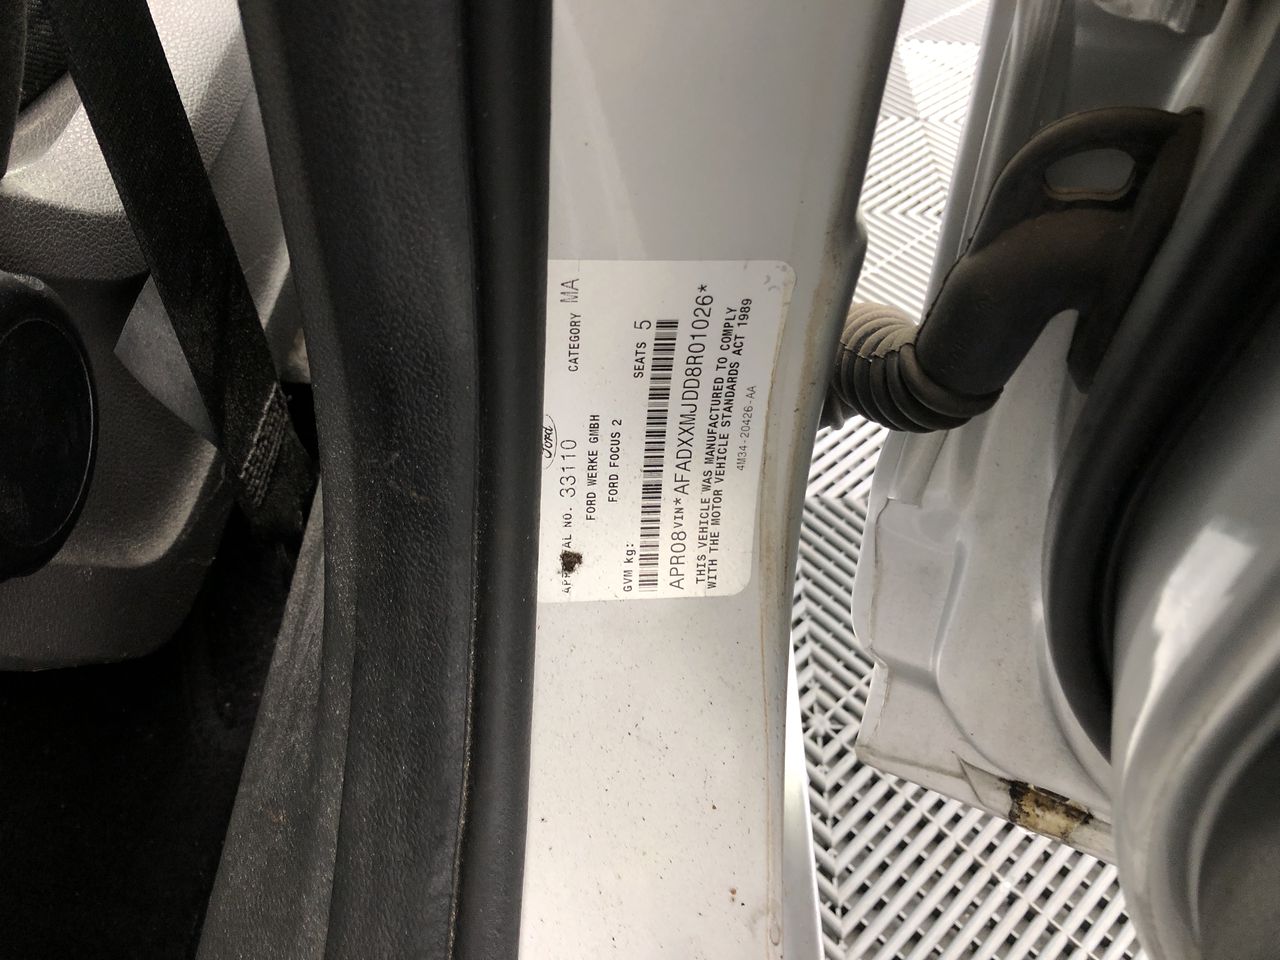 Ford
APPROVAL NO. 33110 CATEGORY MA
FORD WERKE GMBH
FORD FOCUS 2
GVM kg: SEATS 5
APR08 VIN *AFADXXMJDD8R01026*
THIS VEHICLE WAS MANUFACTURED TO COMPLY
WITH THE MOTOR VEHICLE STANDARDS ACT 1989
4M34-20426-AA